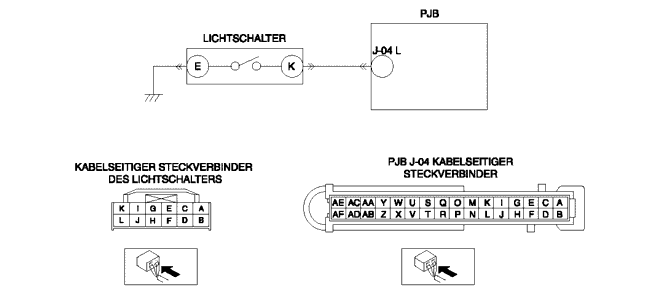 PJB
LICHTSCHALTER
J-04 L
E K
KABELSEITIGER STECKVERBINDER
DES LICHTSCHALTERS
PJB J-04 KABELSEITIGER
STECKVERBINDER
K I G E C A
L J H F D B
AE AC AA Y W U S Q O M K I G E C A
AF AD AB Z X V T R P N L J H F D B